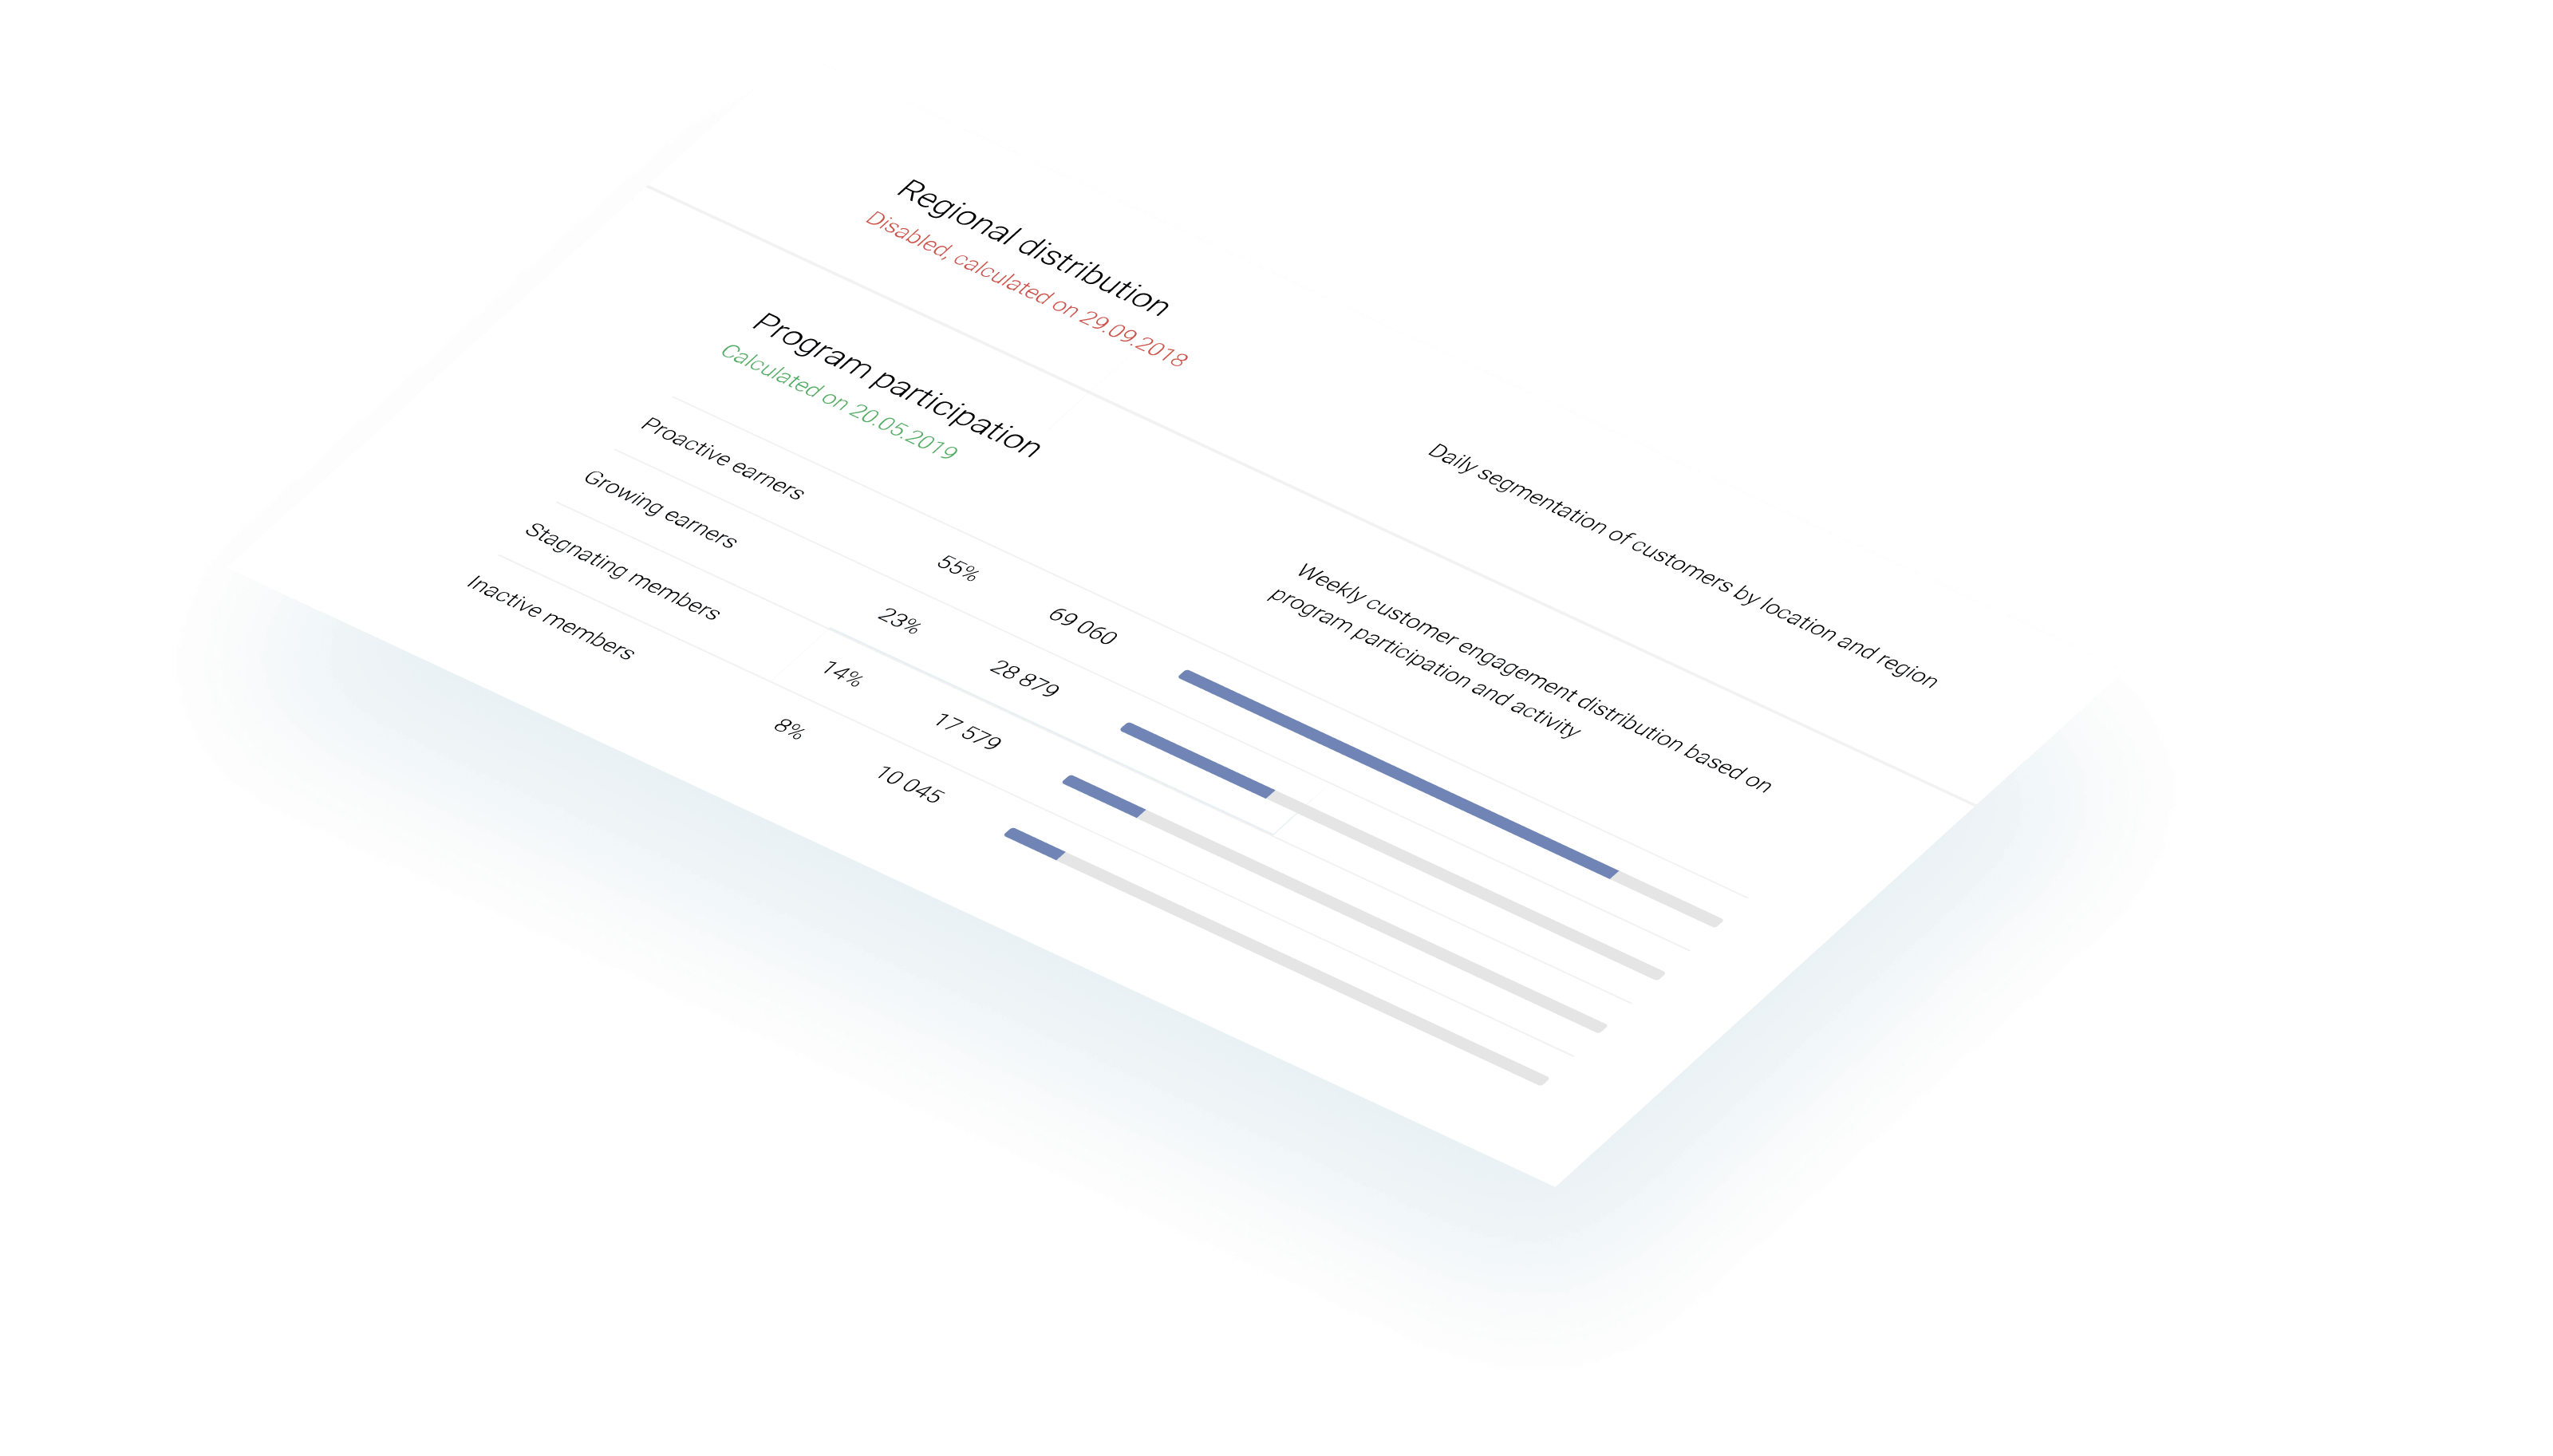 Regional distribution
Disabled, calculated on 29.09.2018
Daily segmentation of customers by location and region
Program participation
Calculated on 20.05.2019
Weekly customer engagement distribution based on
program participation and activity
Proactive earners 55% 69 060
Growing earners 23% 28 879
Stagnating members 14% 17 579
Inactive members 8% 10 045